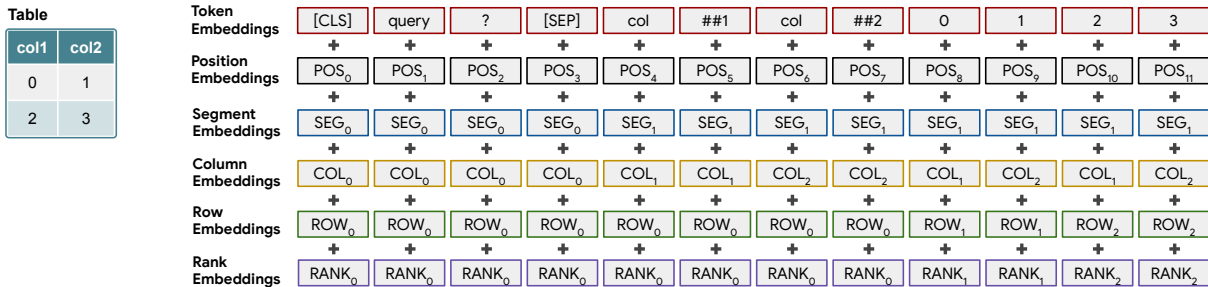 Table
col1 col2
0 1
2 3
Token
Embeddings
[CLS] query ? [SEP] col ##1 col ##2 0 1 2 3
+ + + + + + + + + + + +
Position
Embeddings
POS0 POS1 POS2 POS3 POS4 POS5 POS6 POS7 POS8 POS9 POS10 POS11
+ + + + + + + + + + + +
Segment
Embeddings
SEG0 SEG0 SEG0 SEG0 SEG1 SEG1 SEG1 SEG1 SEG1 SEG1 SEG1 SEG1
+ + + + + + + + + + + +
Column
Embeddings
COL0 COL0 COL0 COL0 COL1 COL1 COL2 COL2 COL1 COL2 COL1 COL2
+ + + + + + + + + + + +
Row
Embeddings
ROW0 ROW0 ROW0 ROW0 ROW0 ROW0 ROW0 ROW0 ROW1 ROW1 ROW2 ROW2
+ + + + + + + + + + + +
Rank
Embeddings
RANK0 RANK0 RANK0 RANK0 RANK0 RANK0 RANK0 RANK0 RANK1 RANK1 RANK2 RANK2